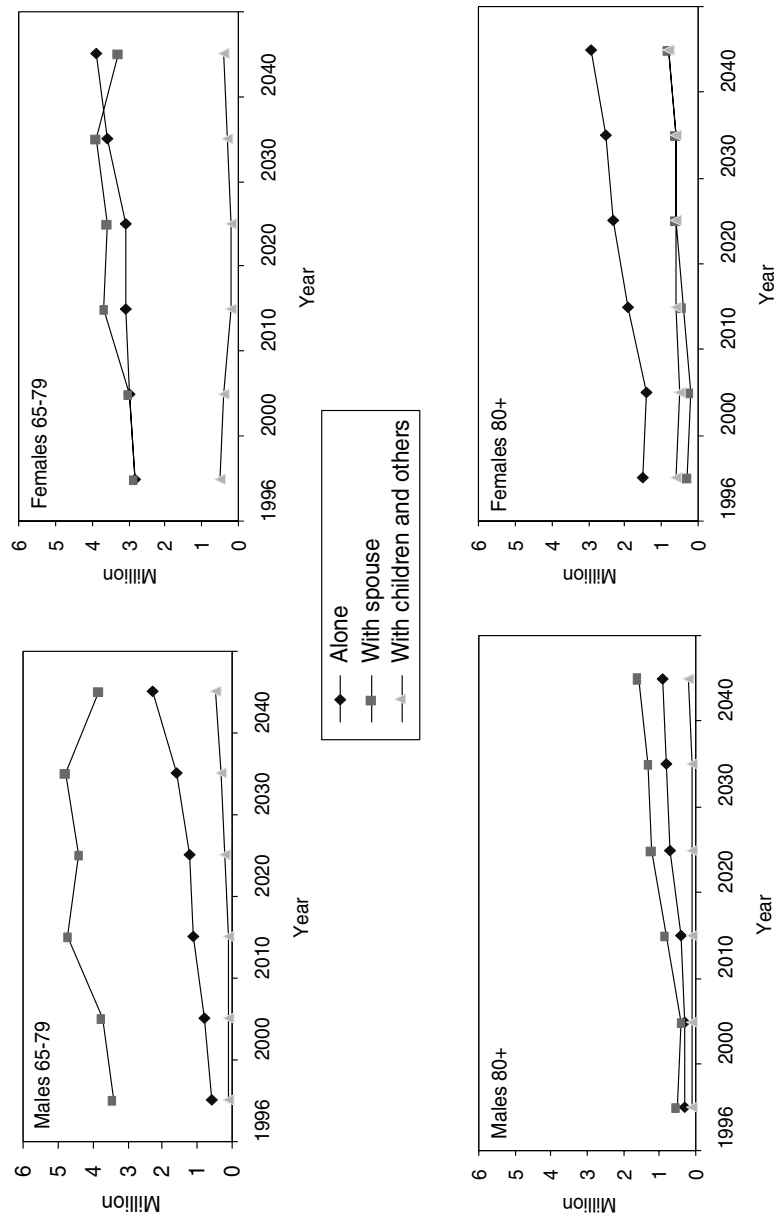 Males 65-79
Million
6
5
4
3
2
1
0
1996 2000 2010 2020 2030 2040
Year
Females 65-79
Million
6
5
4
3
2
1
0
1996 2000 2010 2020 2030 2040
Year
Alone
With spouse
With children and others
Males 80+
Million
6
5
4
3
2
1
0
1996 2000 2010 2020 2030 2040
Year
Females 80+
Million
6
5
4
3
2
1
0
1996 2000 2010 2020 2030 2040
Year